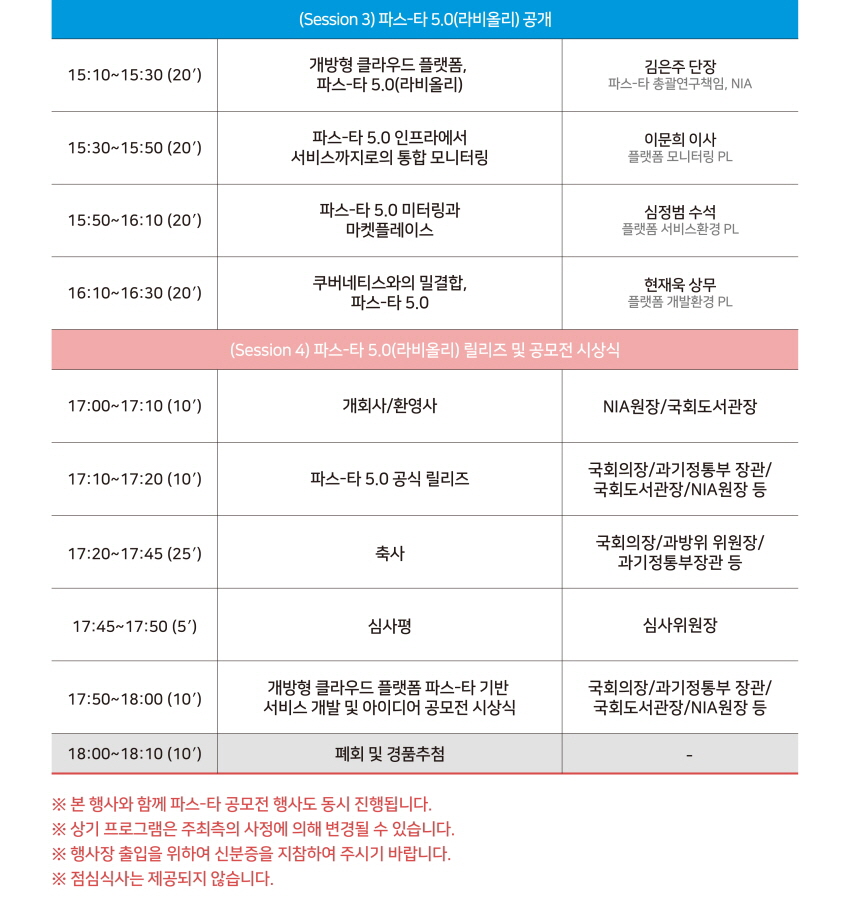 (Session 3) 파스-타 5.0(라비올리) 공개
15:10~15:30 (20′)
개방형 클라우드 플랫폼,
파스-타 5.0(라비올리)
김은주 단장
파스-타 총괄연구책임, NIA
15:30~15:50 (20′)
파스-타 5.0 인프라에서
서비스까지로의 통합 모니터링
이문희 이사
플랫폼 모니터링 PL
15:50~16:10 (20′)
파스-타 5.0 미터링과
마켓플레이스
심정범 수석
플랫폼 서비스환경 PL
16:10~16:30 (20′)
쿠버네티스와의 밀결합,
파스-타 5.0
현재욱 상무
플랫폼 개발환경 PL
(Session 4) 파스-타 5.0(라비올리) 릴리즈 및 공모전 시상식
17:00~17:10 (10′)
개회사/환영사
NIA원장/국회도서관장
17:10~17:20 (10′)
파스-타 5.0 공식 릴리즈
국회의장/과기정통부 장관/
국회도서관장/NIA원장 등
17:20~17:45 (25′)
축사
국회의장/과방위 위원장/
과기정통부장관 등
17:45~17:50 (5′)
심사평
심사위원장
17:50~18:00 (10′)
개방형 클라우드 플랫폼 파스-타 기반
서비스 개발 및 아이디어 공모전 시상식
국회의장/과기정통부 장관/
국회도서관장/NIA원장 등
18:00~18:10 (10′)
폐회 및 경품추첨
-
※ 본 행사와 함께 파스-타 공모전 행사도 동시 진행됩니다.
※ 상기 프로그램은 주최측의 사정에 의해 변경될 수 있습니다.
※ 행사장 출입을 위하여 신분증을 지참하여 주시기 바랍니다.
※ 점심식사는 제공되지 않습니다.